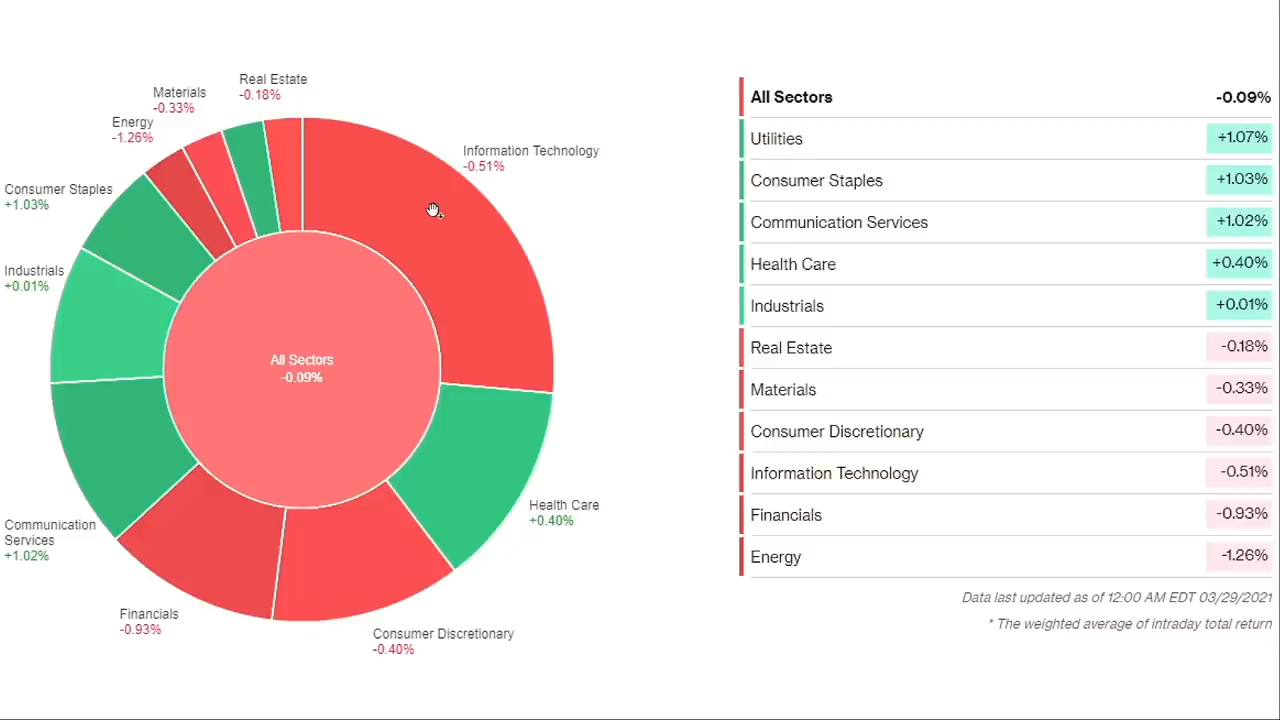 Real Estate
-0.18%
Materials
-0.33%
Energy
-1.26%
Information Technology
-0.51%
Consumer Staples
+1.03%
Industrials
+0.01%
All Sectors
-0.09%
Health Care
+0.40%
Communication
Services
+1.02%
Financials
-0.93%
Consumer Discretionary
-0.40%
All Sectors -0.09%
Utilities +1.07%
Consumer Staples +1.03%
Communication Services +1.02%
Health Care +0.40%
Industrials +0.01%
Real Estate -0.18%
Materials -0.33%
Consumer Discretionary -0.40%
Information Technology -0.51%
Financials -0.93%
Energy -1.26%
Data last updated as of 12:00 AM EDT 03/29/2021
* The weighted average of intraday total return